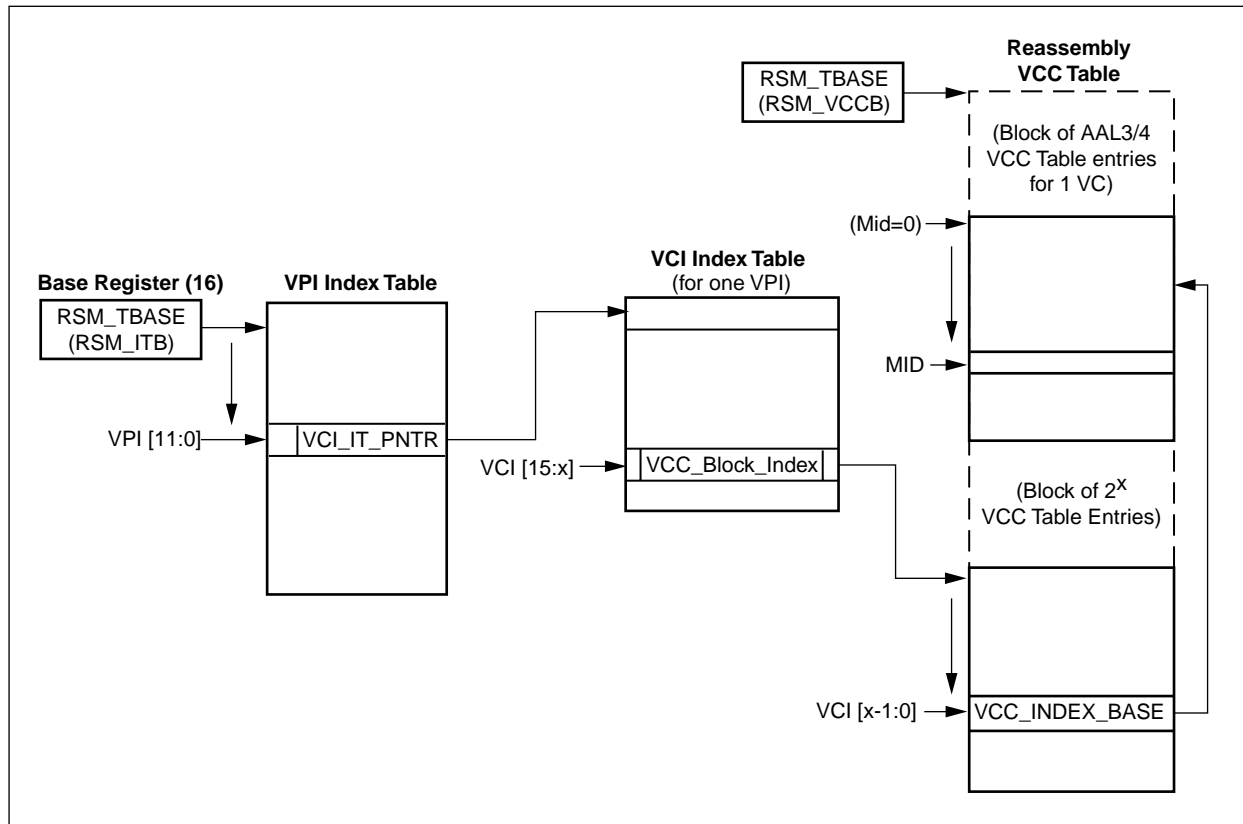 Reassembly
VCC Table
RSM_TBASE
(RSM_VCCB)
(Block of AAL3/4
VCC Table entries
for 1 VC)
(Mid=0)
VCI Index Table
(for one VPI)
Base Register (16)
VPI Index Table
RSM_TBASE
(RSM_ITB)
MID
VPI [11:0]
VCI_IT_PNTR
VCI [15:x]
VCC_Block_Index
(Block of 2^x
VCC Table Entries)
VCI [x-1:0]
VCC_INDEX_BASE